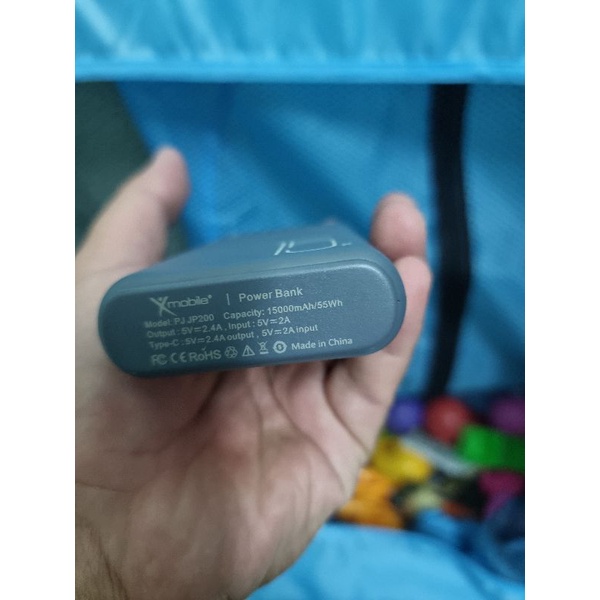 Xmobile® | Power Bank
Model: PJ-JP200 Capacity: 15000mAh/55Wh
Output : 5V⎓2.4A , Input : 5V⎓2A
Type-C : 5V⎓2.4A output , 5V⎓2A input
FC CE RoHS Made in China